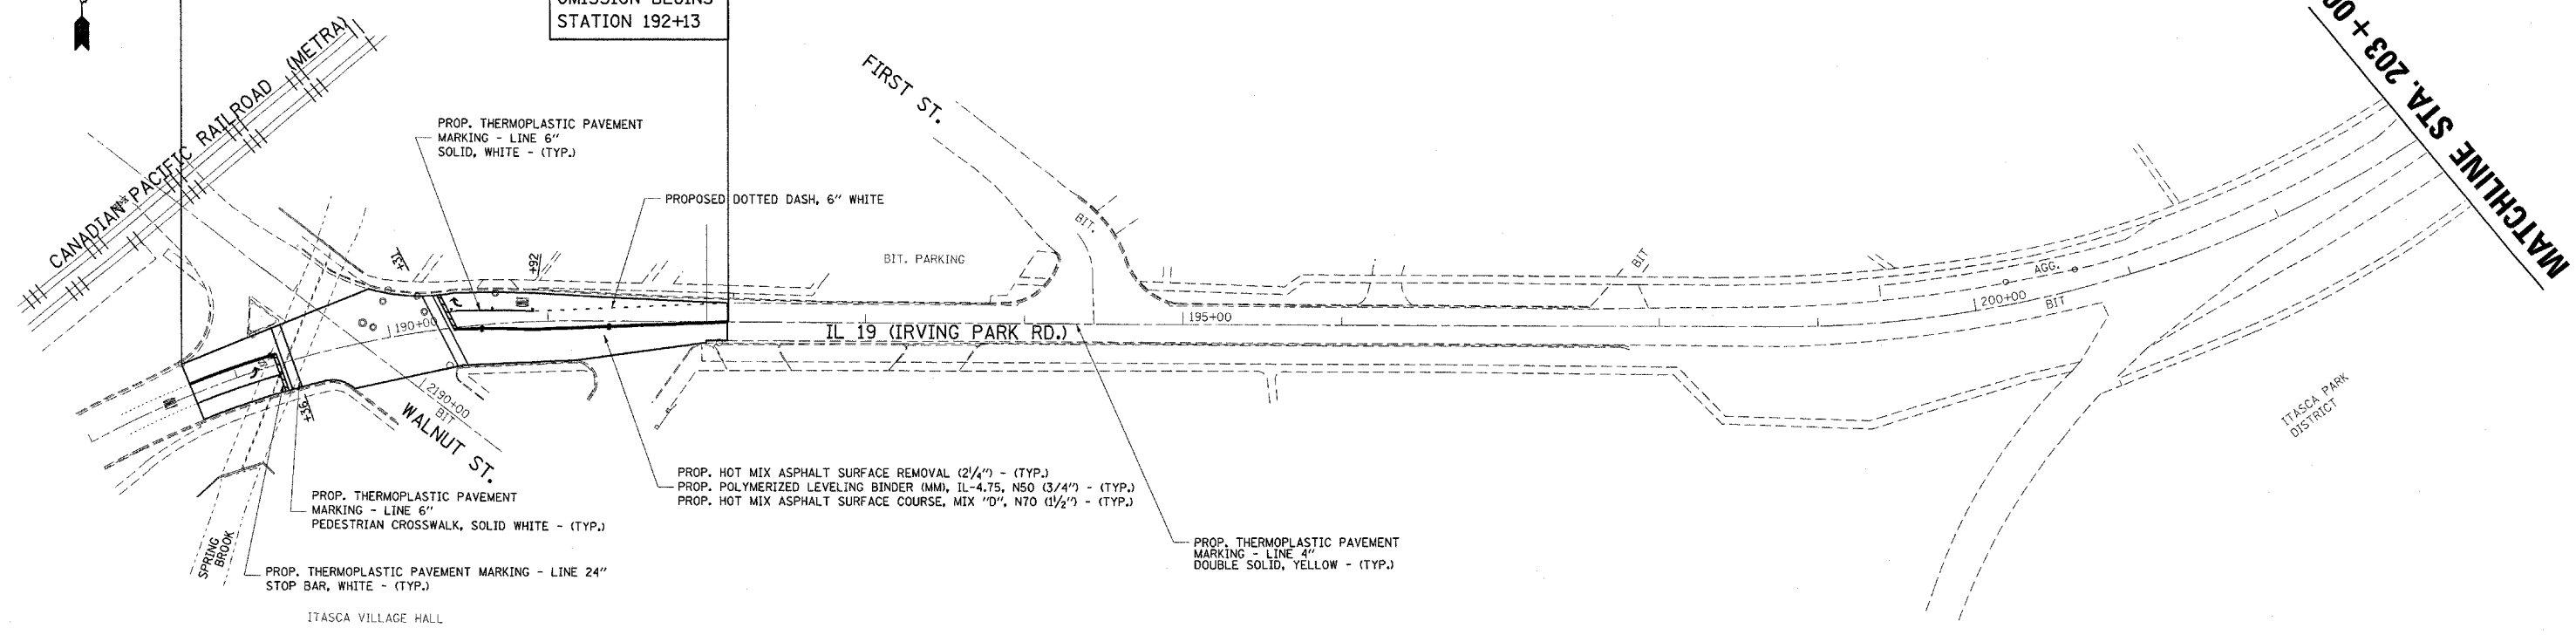 OMISSION BEGINS
STATION 192+13
MATCHLINE STA. 203+00
CANADIAN PACIFIC RAILROAD (METRA)
FIRST ST.
PROP. THERMOPLASTIC PAVEMENT
MARKING - LINE 6"
SOLID, WHITE - (TYP.)
PROPOSED DOTTED DASH, 6" WHITE
BIT.
+31
+92
BIT. PARKING
BIT
AGG.
190+00
195+00
200+00
BIT
IL 19 (IRVING PARK RD.)
2190+00
BIT
WALNUT ST.
+36
ITASCA PARK
DISTRICT
PROP. HOT MIX ASPHALT SURFACE REMOVAL (2 1/4") - (TYP.)
PROP. POLYMERIZED LEVELING BINDER (MM), IL-4.75, N50 (3/4") - (TYP.)
PROP. HOT MIX ASPHALT SURFACE COURSE, MIX "D", N70 (1 1/2") - (TYP.)
PROP. THERMOPLASTIC PAVEMENT
MARKING - LINE 6"
PEDESTRIAN CROSSWALK, SOLID WHITE - (TYP.)
SPRING
BROOK
PROP. THERMOPLASTIC PAVEMENT
MARKING - LINE 4"
DOUBLE SOLID, YELLOW - (TYP.)
PROP. THERMOPLASTIC PAVEMENT MARKING - LINE 24"
STOP BAR, WHITE - (TYP.)
ITASCA VILLAGE HALL